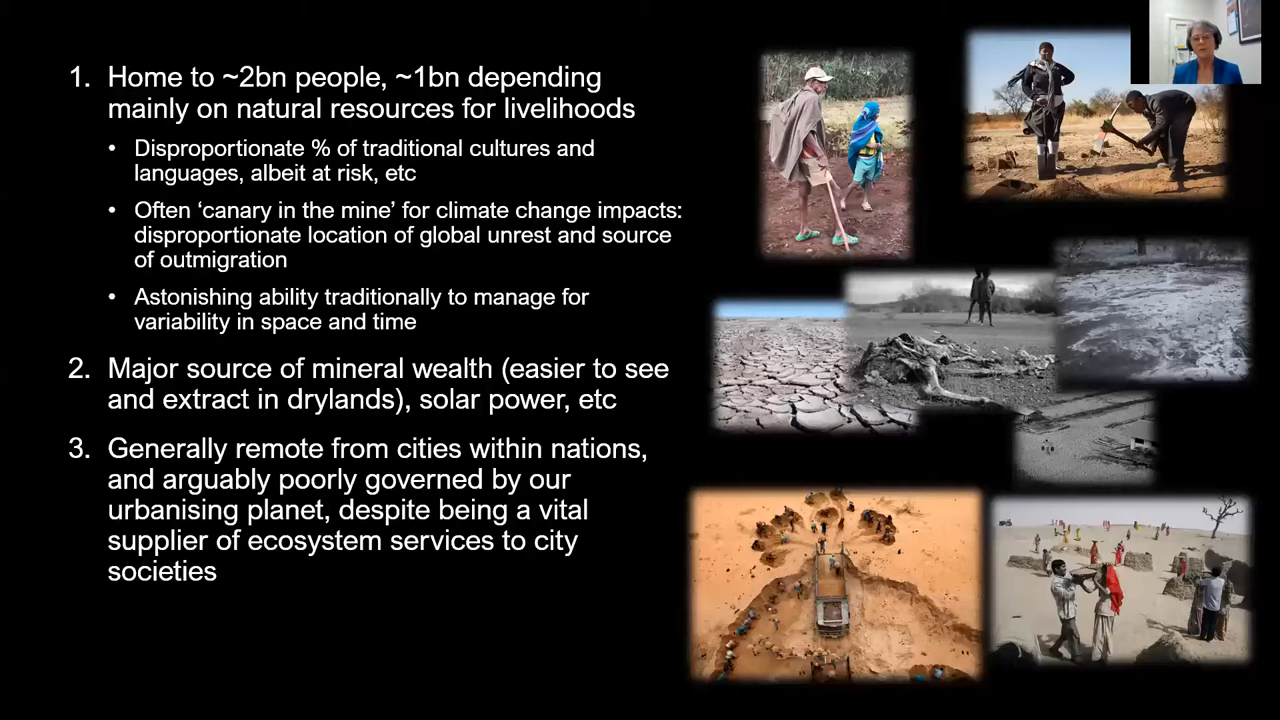 1. Home to ~2bn people, ~1bn depending
mainly on natural resources for livelihoods
• Disproportionate % of traditional cultures and
languages, albeit at risk, etc
• Often ‘canary in the mine’ for climate change impacts:
disproportionate location of global unrest and source
of outmigration
• Astonishing ability traditionally to manage for
variability in space and time
2. Major source of mineral wealth (easier to see
and extract in drylands), solar power, etc
3. Generally remote from cities within nations,
and arguably poorly governed by our
urbanising planet, despite being a vital
supplier of ecosystem services to city
societies